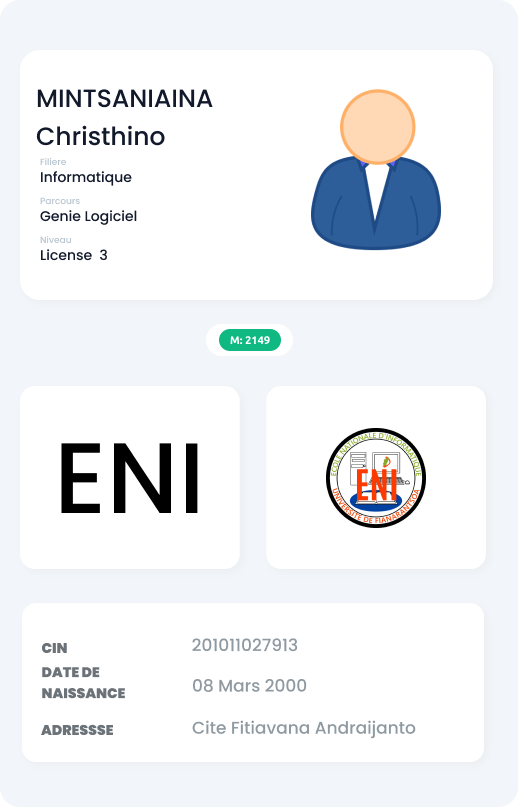 MINTSANIAINA
Christhino
Filiere
Informatique
Parcours
Genie Logiciel
Niveau
License 3
M: 2149
ENI
ECOLE NATIONALE D'INFORMATIQUE
ENI
UNIVERSITE DE FIANARANTSOA
CIN
201011027913
DATE DE
NAISSANCE
08 Mars 2000
ADRESSSE
Cite Fitiavana Andraijanto